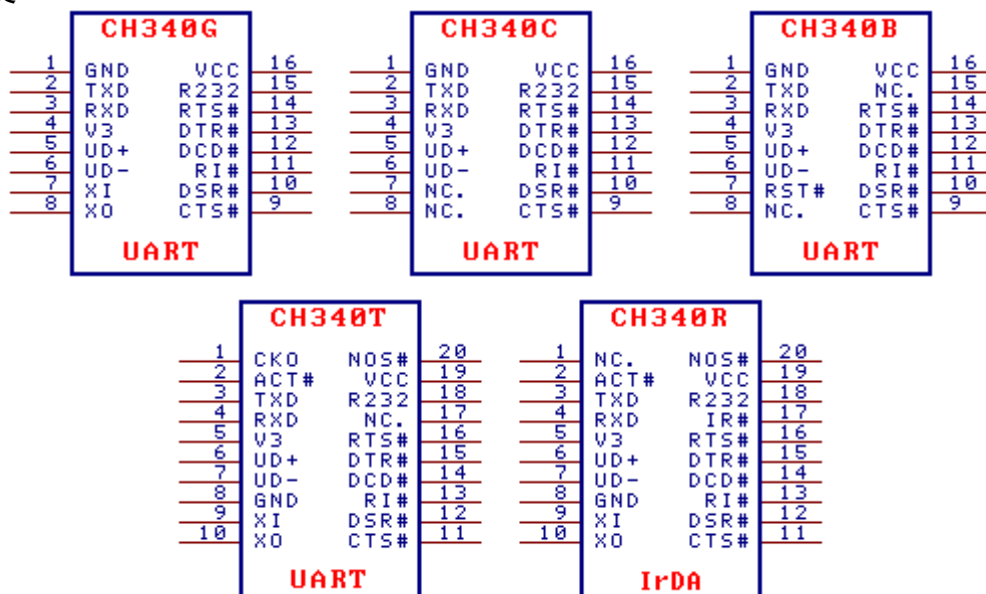 CH340G CH340C CH340B
1 GND VCC 16 1 GND VCC 16 1 GND VCC 16
2 TXD R232 15 2 TXD R232 15 2 TXD NC. 15
3 RXD RTS# 14 3 RXD RTS# 14 3 RXD RTS# 14
4 V3 DTR# 13 4 V3 DTR# 13 4 V3 DTR# 13
5 UD+ DCD# 12 5 UD+ DCD# 12 5 UD+ DCD# 12
6 UD- RI# 11 6 UD- RI# 11 6 UD- RI# 11
7 XI DSR# 10 7 NC. DSR# 10 7 RST# DSR# 10
8 XO CTS# 9 8 NC. CTS# 9 8 NC. CTS# 9
UART UART UART
CH340T CH340R
1 CKO NOS# 20 1 NC. NOS# 20
2 ACT# VCC 19 2 ACT# VCC 19
3 TXD R232 18 3 TXD R232 18
4 RXD NC. 17 4 RXD IR# 17
5 V3 RTS# 16 5 V3 RTS# 16
6 UD+ DTR# 15 6 UD+ DTR# 15
7 UD- DCD# 14 7 UD- DCD# 14
8 GND RI# 13 8 GND RI# 13
9 XI DSR# 12 9 XI DSR# 12
10 XO CTS# 11 10 XO CTS# 11
UART IrDA